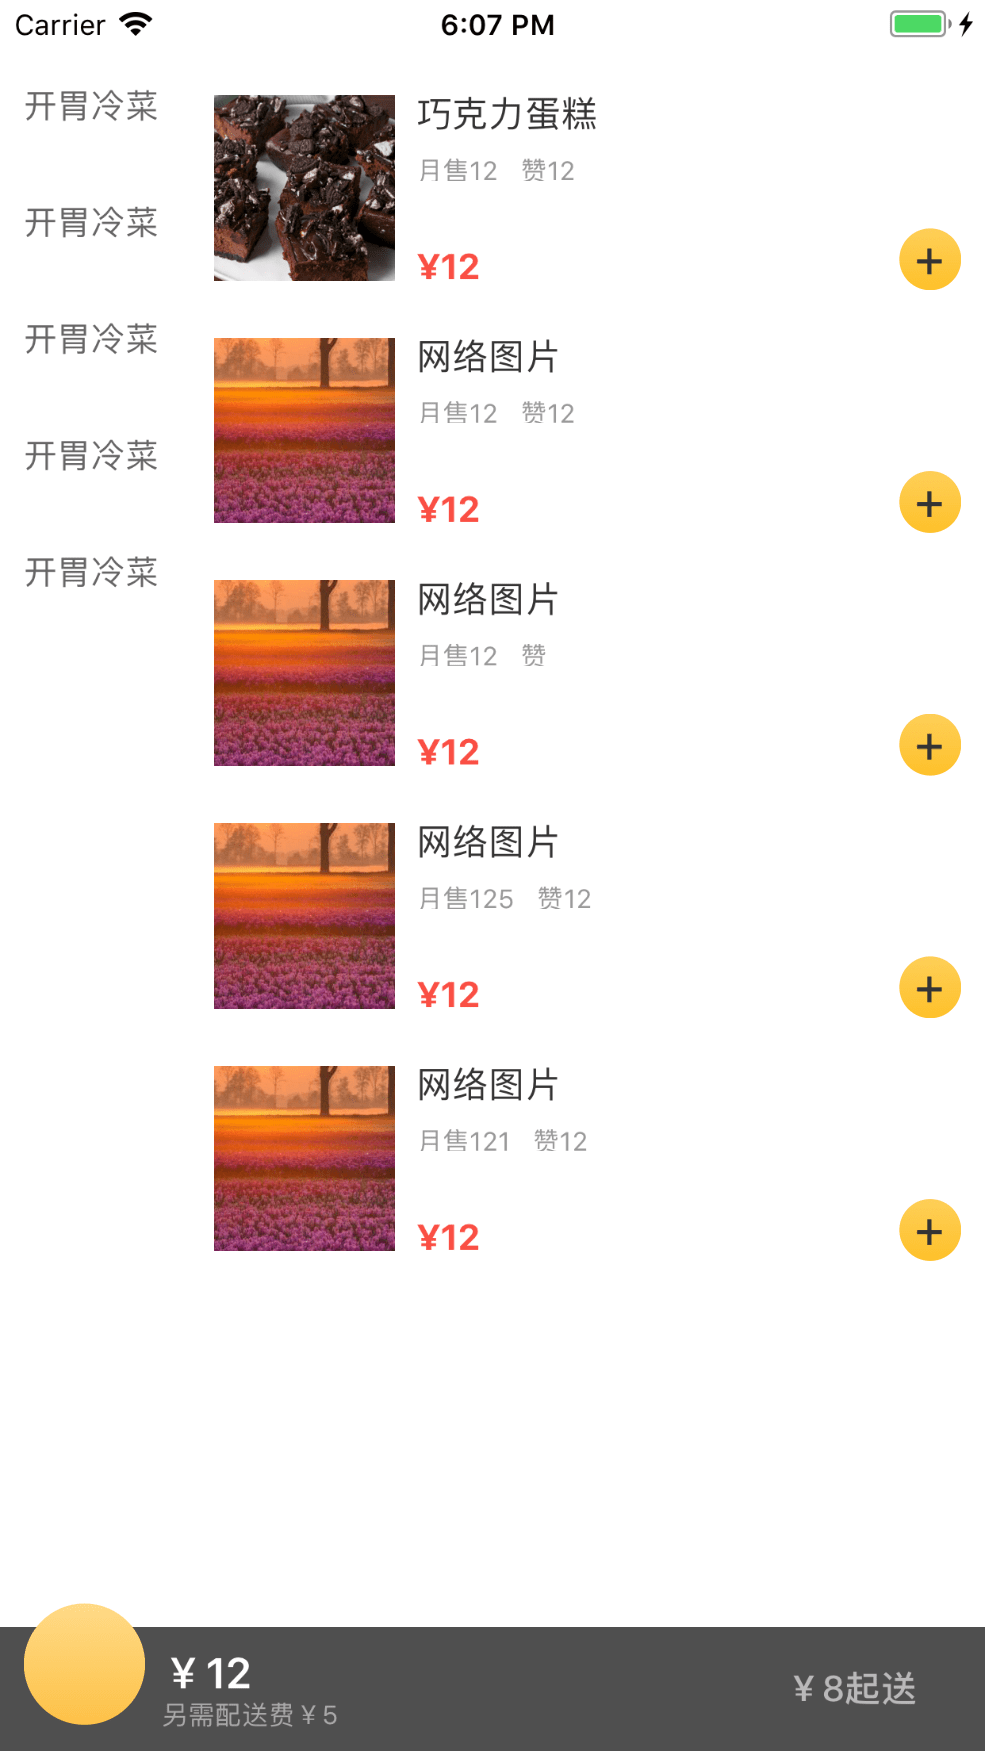 Carrier 6:07 PM
开胃冷菜
开胃冷菜
开胃冷菜
开胃冷菜
开胃冷菜
巧克力蛋糕
月售12 赞12
¥12
+
网络图片
月售12 赞12
¥12
+
网络图片
月售12 赞
¥12
+
网络图片
月售125 赞12
¥12
+
网络图片
月售121 赞12
¥12
+
¥ 12
另需配送费¥5
¥8起送